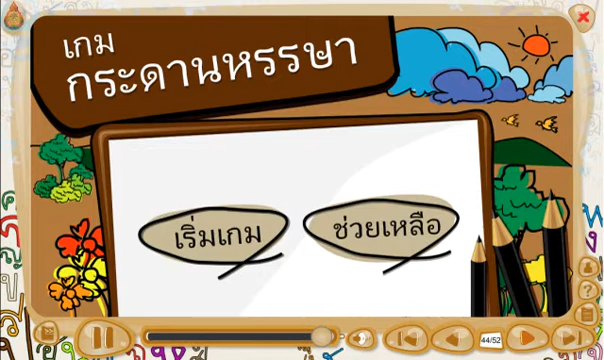 เกม
กระดานหรรษา
เริ่มเกม
ช่วยเหลือ
44/52